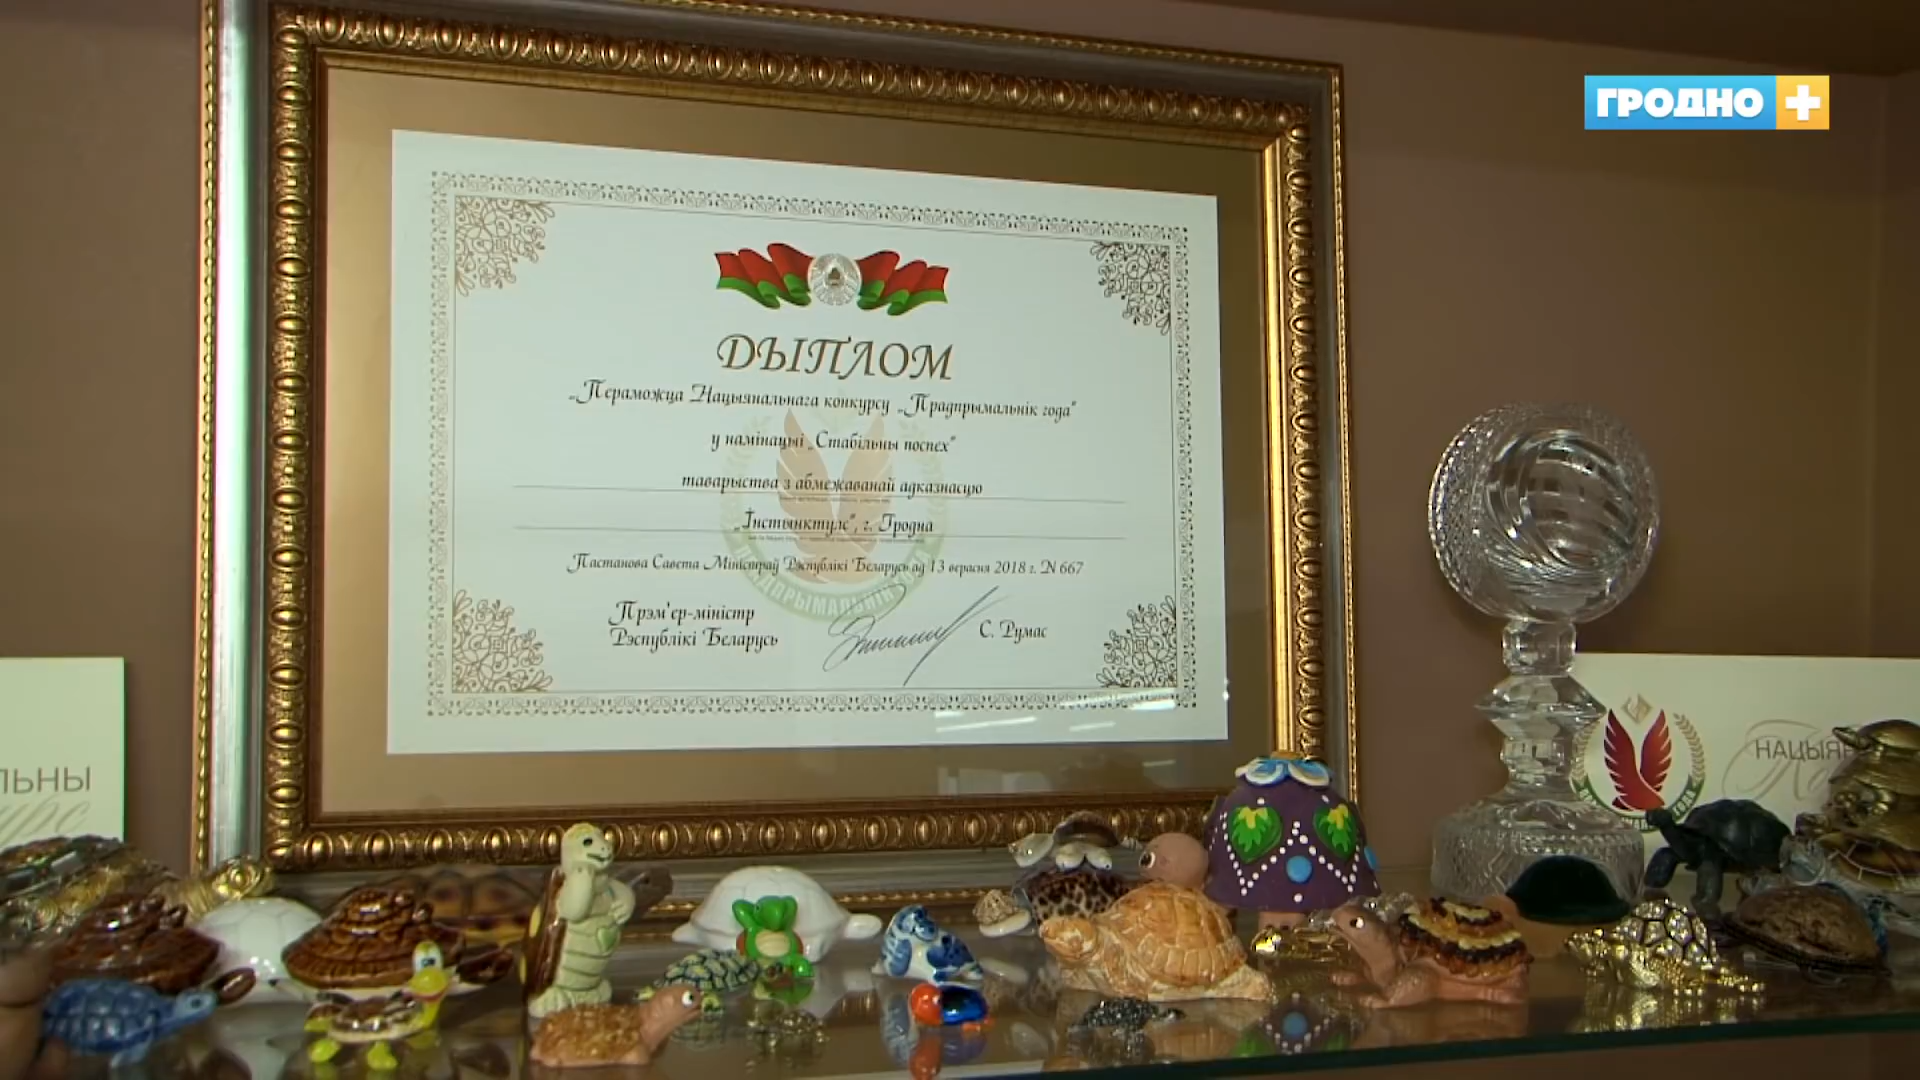 ГРОДНО +
ДЫПЛОМ
„Пераможца Нацыянальнага конкурсу „Прадпрымальнік года“
у намінацыі „Стабільны поспех“
таварыства з абмежаванай адказнасцю
„Інстынктулс“, г. Гродна
Пастанова Савета Міністраў Рэспублікі Беларусь ад 13 верасня 2018 г. N 667
Прэм’ер-міністр
Рэспублікі Беларусь
С. Румас
ЛЬНЫ
НАЦЫЯН